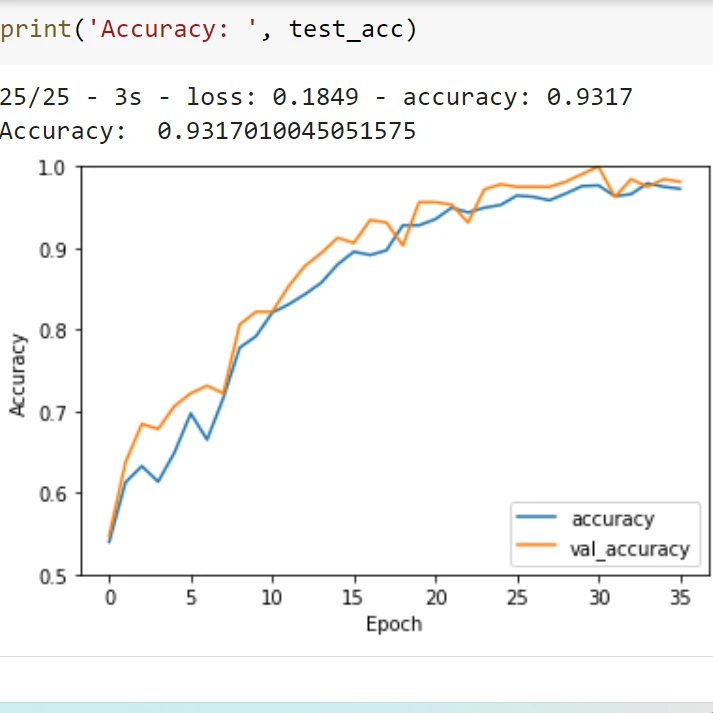 print('Accuracy: ', test_acc)
25/25 - 3s - loss: 0.1849 - accuracy: 0.9317
Accuracy:  0.9317010045051575
1.0
0.9
0.8
0.7
0.6
0.5
Accuracy
accuracy
val_accuracy
0 5 10 15 20 25 30 35
Epoch